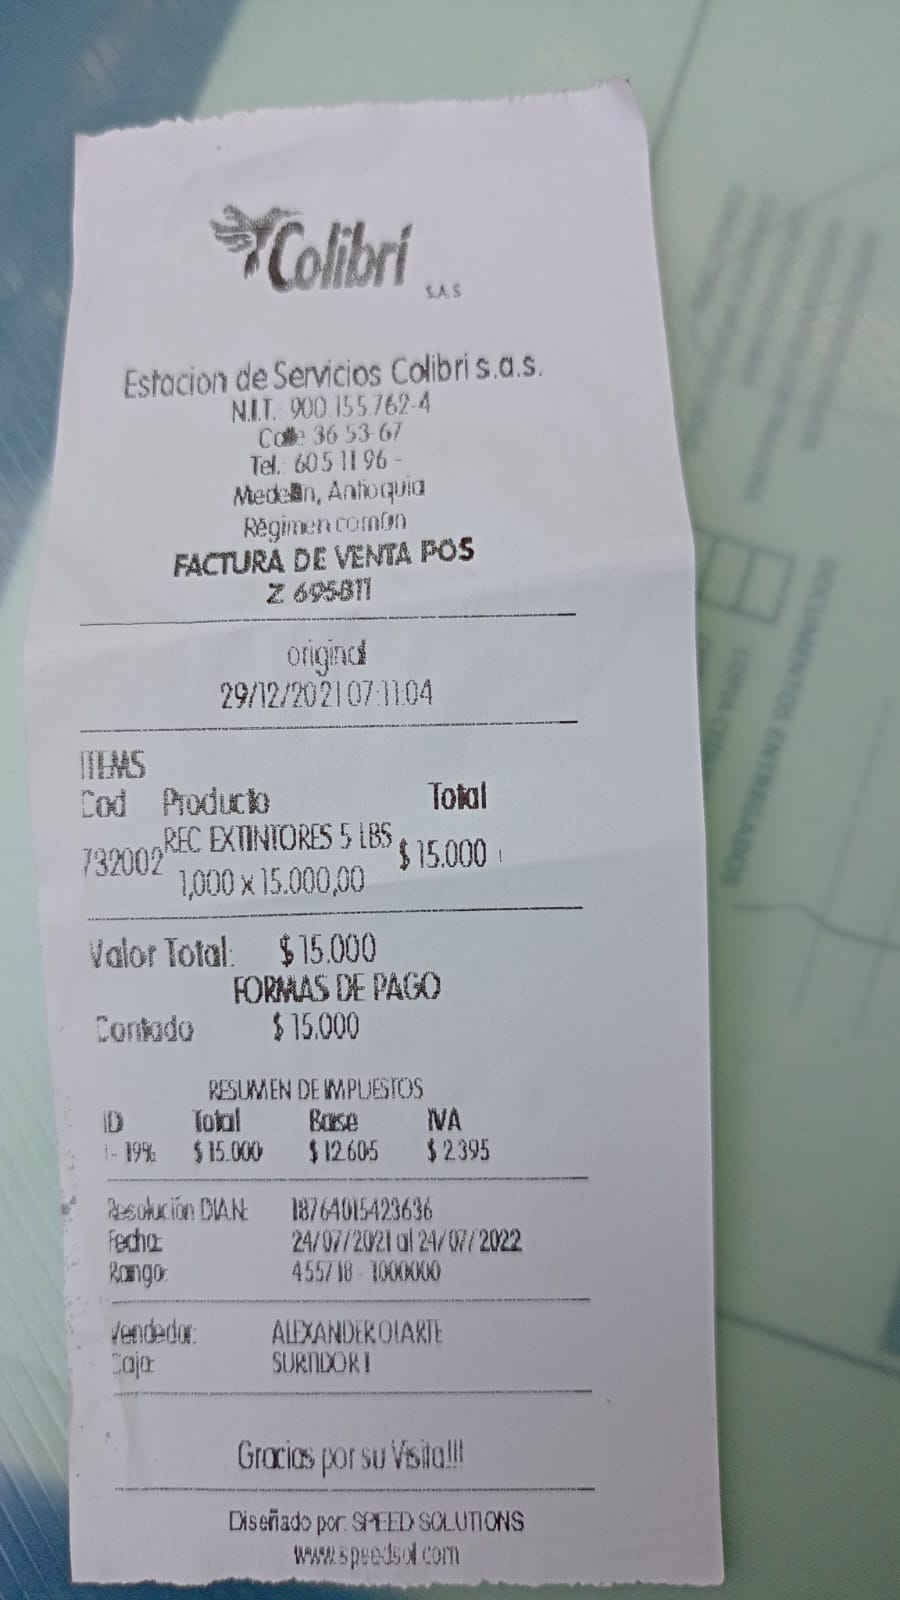 Colibrí
S.A.S
Estacion de Servicios Colibri s.a.s.
N.I.T.: 900.155.762-4
Calle 36 53-67
Tel.: 605 11 96 -
Medellín, Antioquia
Régimen común
FACTURA DE VENTA POS
Z 695811
original
29/12/2021 07:11:04
ITEMS
Cod Producto Total
732002 REC EXTINTORES 5 LBS $ 15.000
1,000 x 15.000,00
Valor Total: $ 15.000
FORMAS DE PAGO
Contado $ 15.000
RESUMEN DE IMPUESTOS
ID Total Base IVA
1- 19% $ 15.000 $ 12.605 $ 2.395
Resolución DIAN: 18764015423636
Fecha: 24/07/2021 al 24/07/2022
Rango: 455718 - 1000000
Vendedor: ALEXANDER OLARTE
Caja: SURTIDOR 1
Gracias por su Visita!!!
Diseñado por: SPEED SOLUTIONS
www.speedsol.com
DOCUMENTOS ENTREGADOS